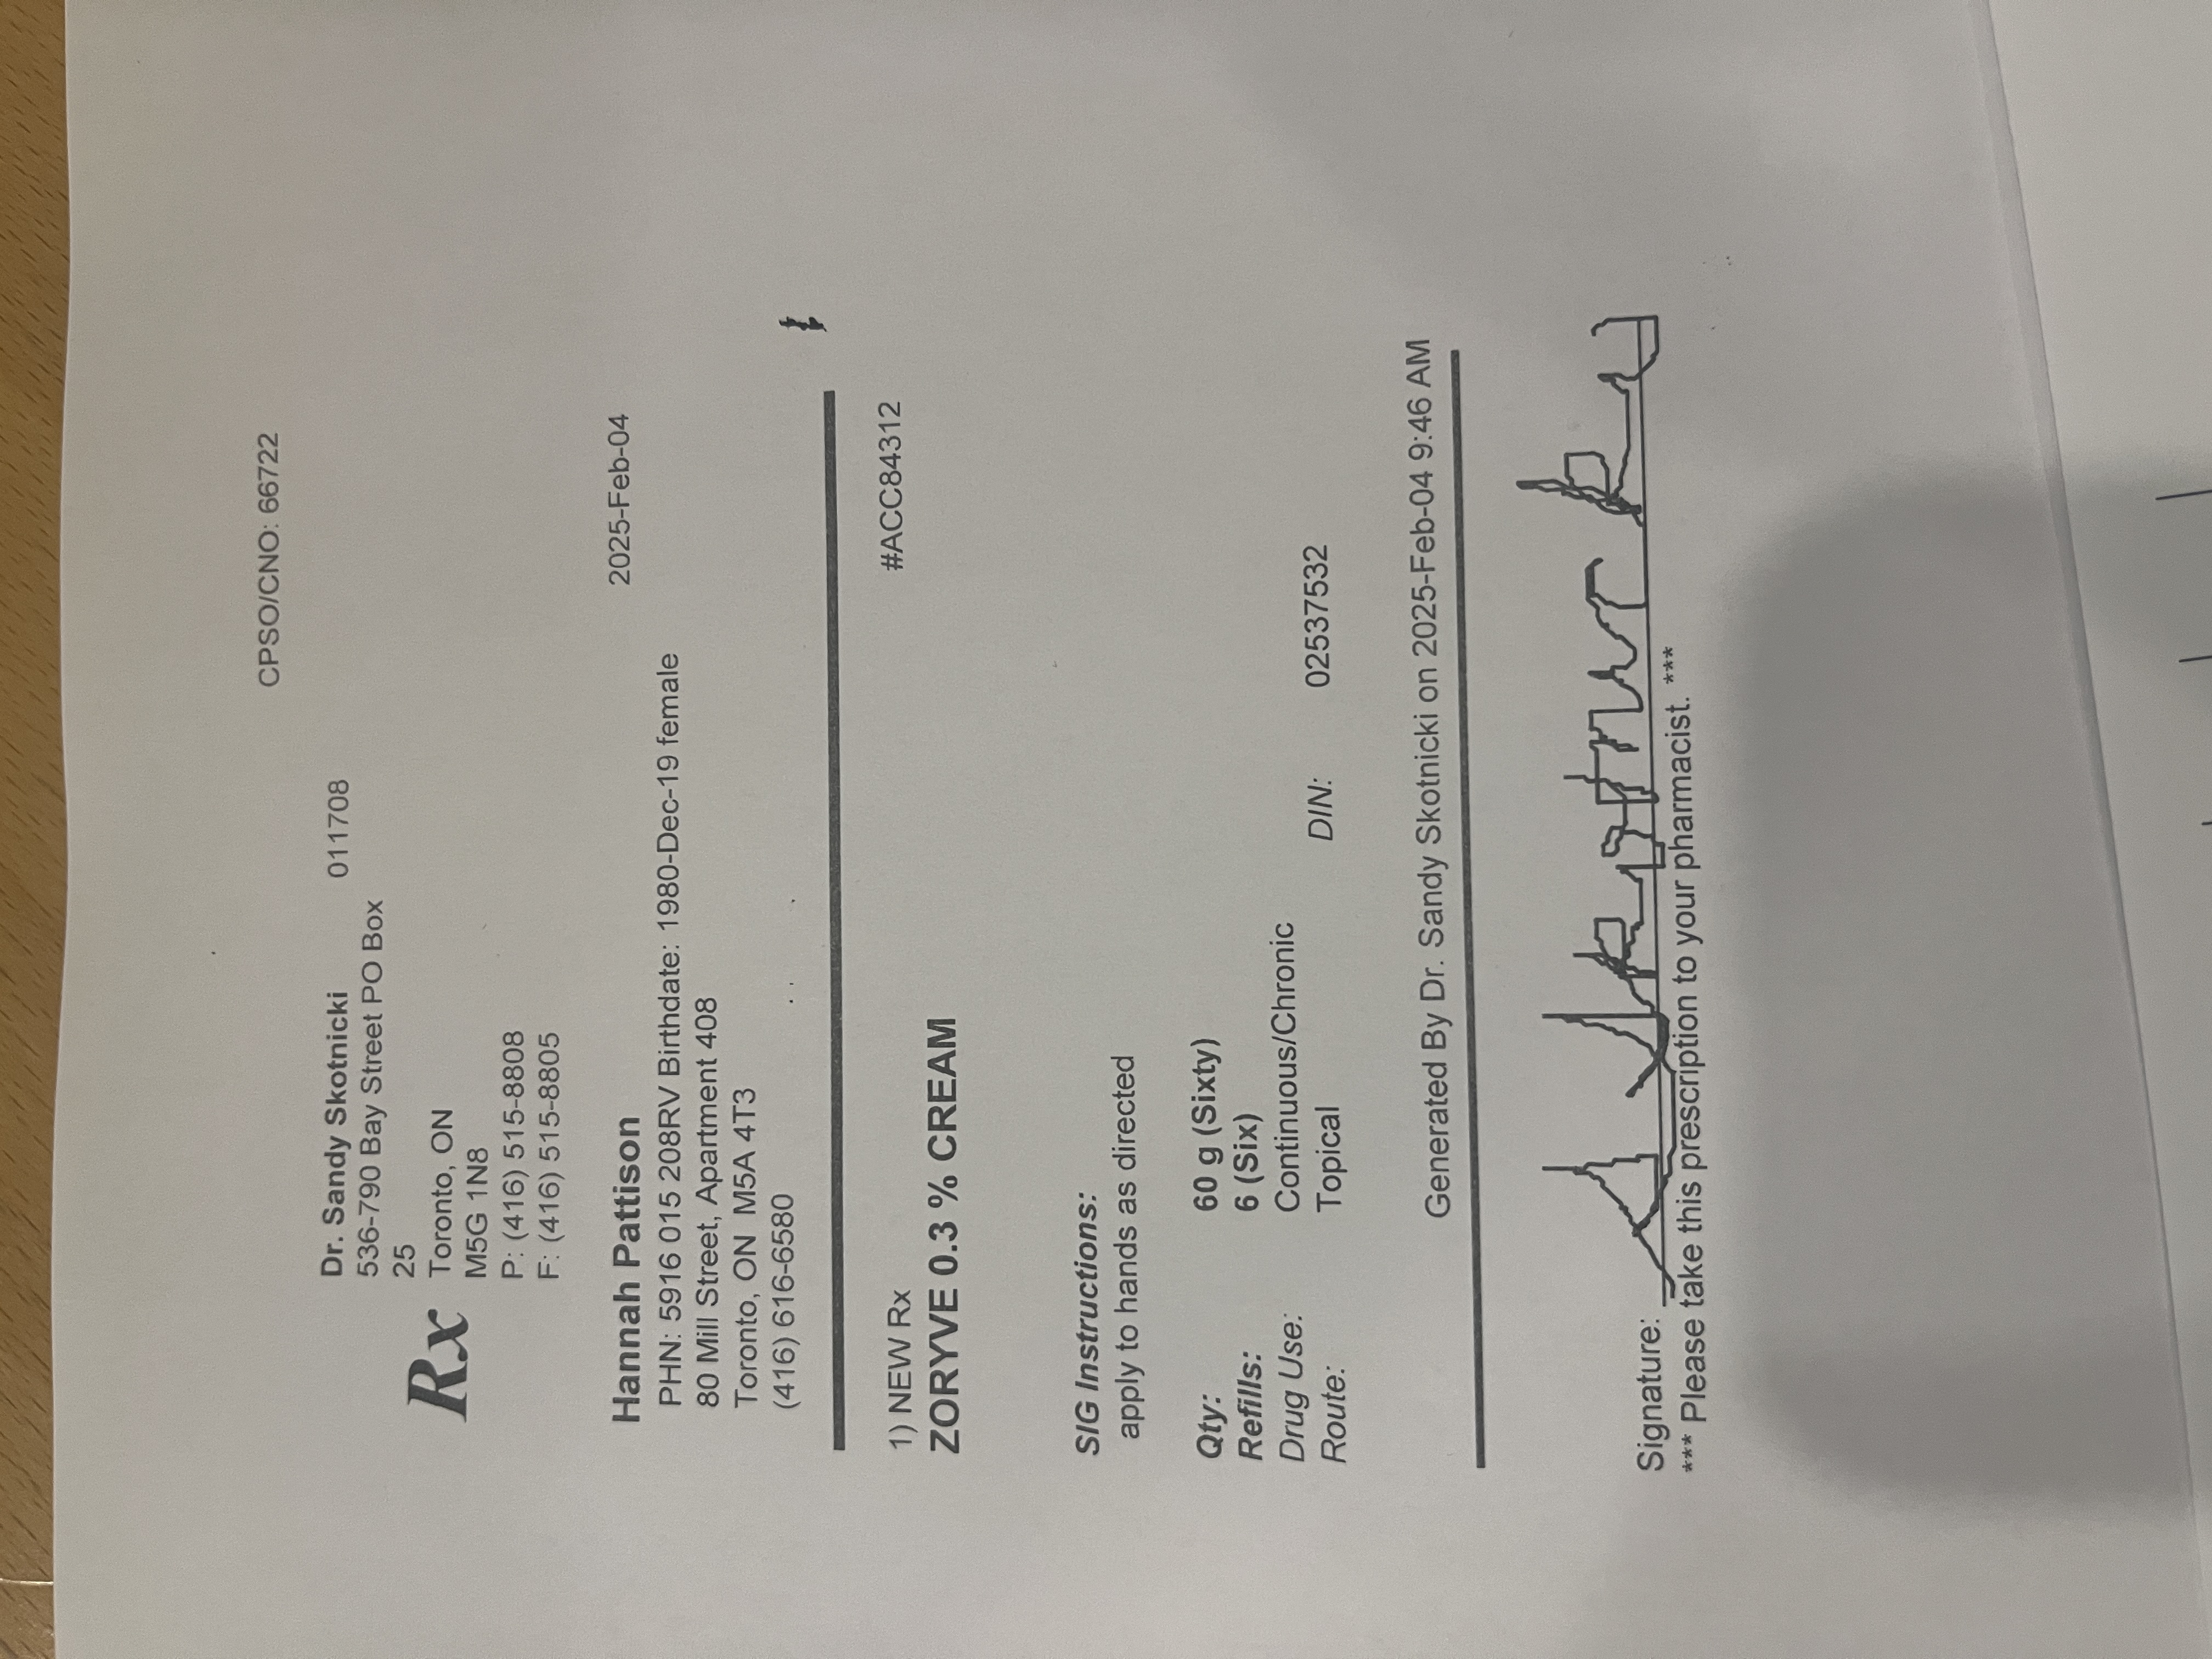 CPSO/CNO: 66722
Dr. Sandy Skotnicki 011708
536-790 Bay Street PO Box
25
Rx
Toronto, ON
M5G 1N8
P: (416) 515-8808
F: (416) 515-8805
Hannah Pattison 2025-Feb-04
PHN: 5916 015 208RV Birthdate: 1980-Dec-19 female
80 Mill Street, Apartment 408
Toronto, ON M5A 4T3
(416) 616-6580
1) NEW Rx #ACC84312
ZORYVE 0.3 % CREAM
SIG Instructions:
apply to hands as directed
Qty: 60 g (Sixty)
Refills: 6 (Six)
Drug Use: Continuous/Chronic
Route: Topical DIN: 02537532
Generated By Dr. Sandy Skotnicki on 2025-Feb-04 9:46 AM
Signature:
*** Please take this prescription to your pharmacist. ***